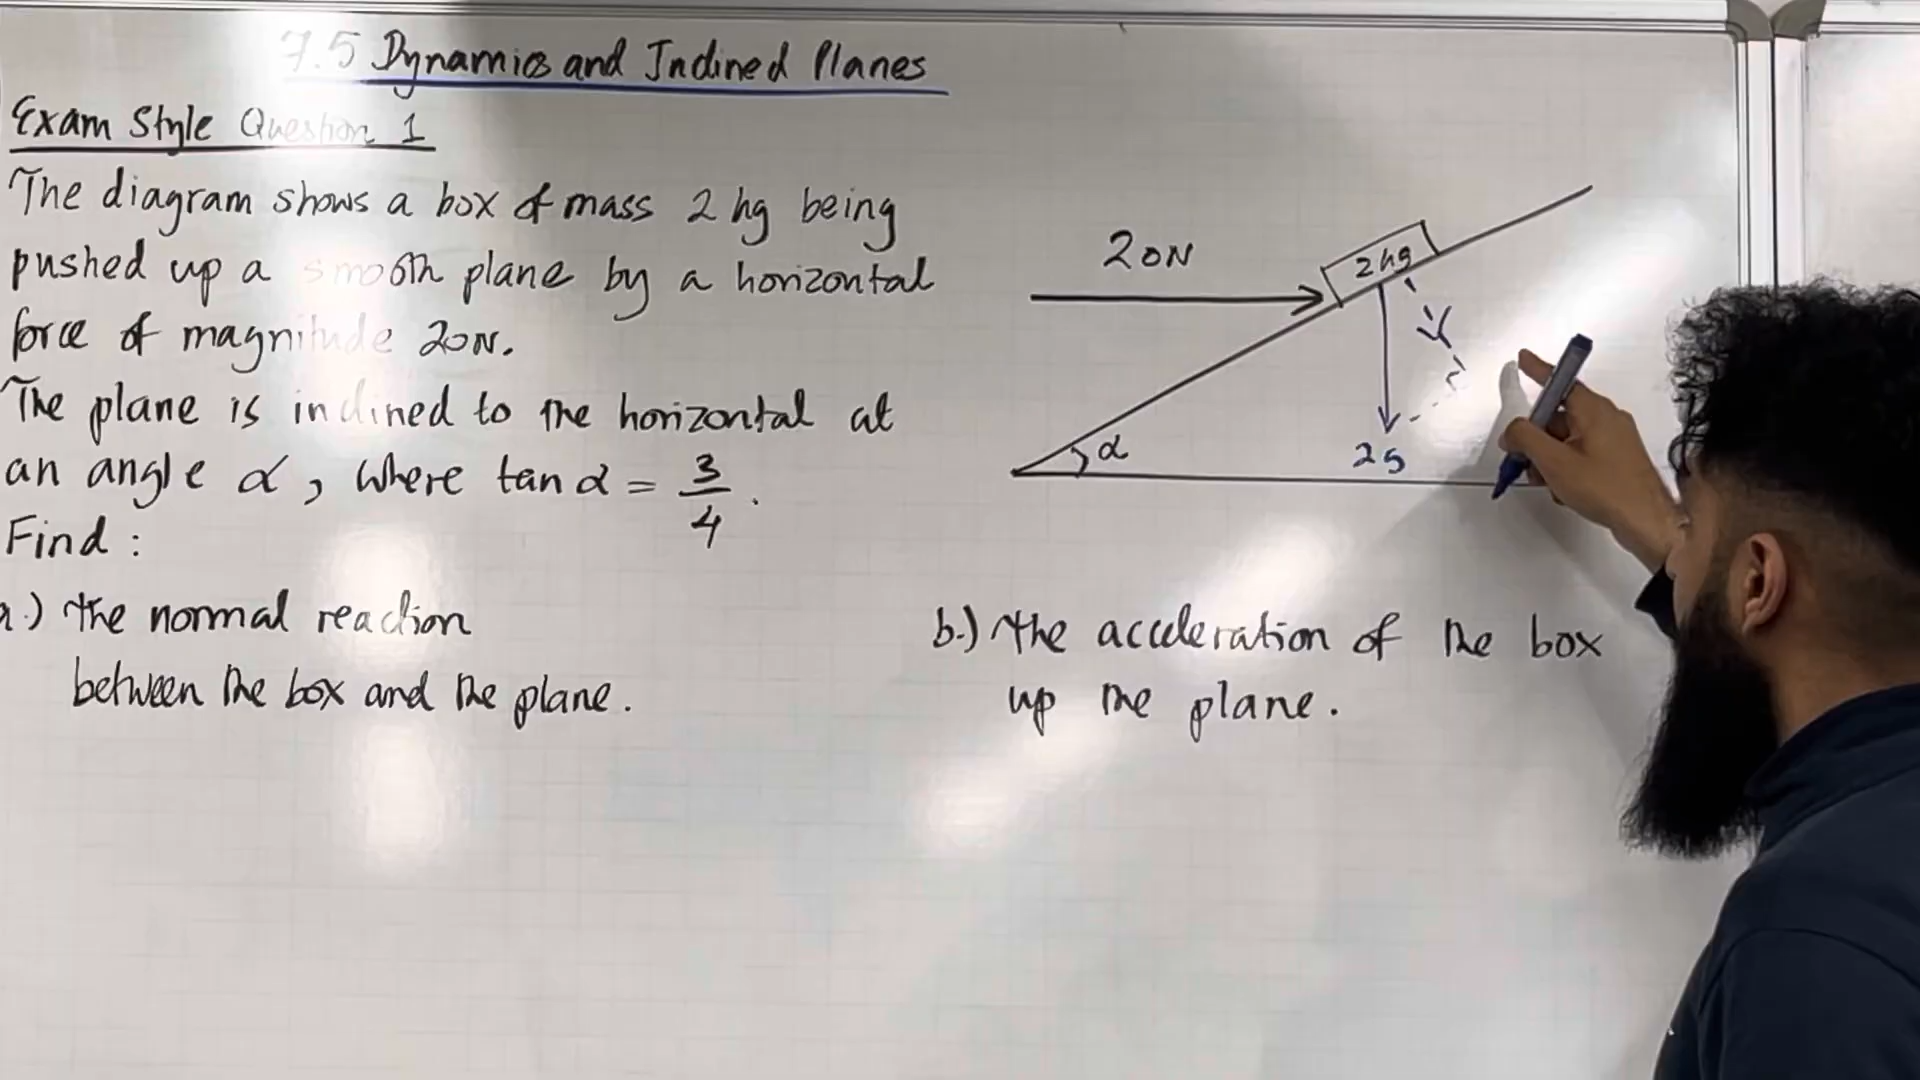 7.5 Dynamics and Inclined Planes
Exam Style Question 1
The diagram shows a box of mass 2 kg being
pushed up a smooth plane by a horizontal
force of magnitude 20N.
The plane is inclined to the horizontal at
an angle α, where tan α = 3/4.
Find :
a.) the normal reaction
between the box and the plane.
20N
2kg
α
2g
b.) the acceleration of the box
up the plane.